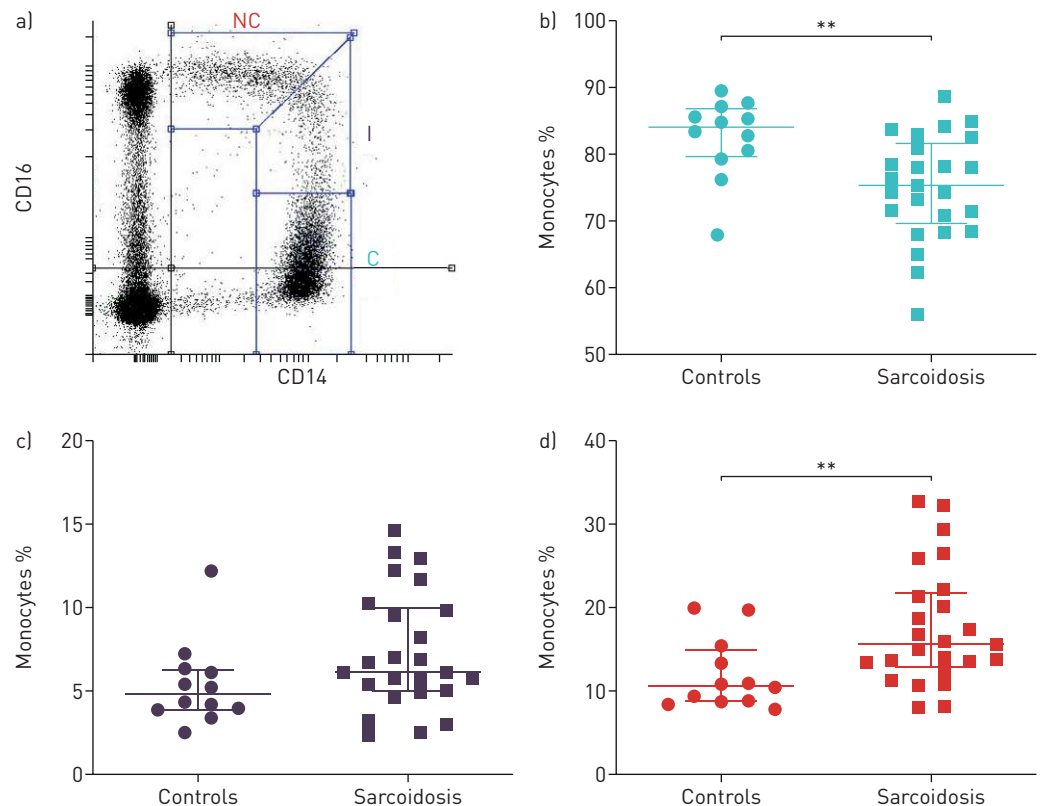 a)
NC
CD16
I
C
CD14
b)
100
90
80
70
60
50
Monocytes %
**
Controls Sarcoidosis
c)
20
15
10
5
0
Monocytes %
Controls Sarcoidosis
d)
40
30
20
10
0
Monocytes %
**
Controls Sarcoidosis